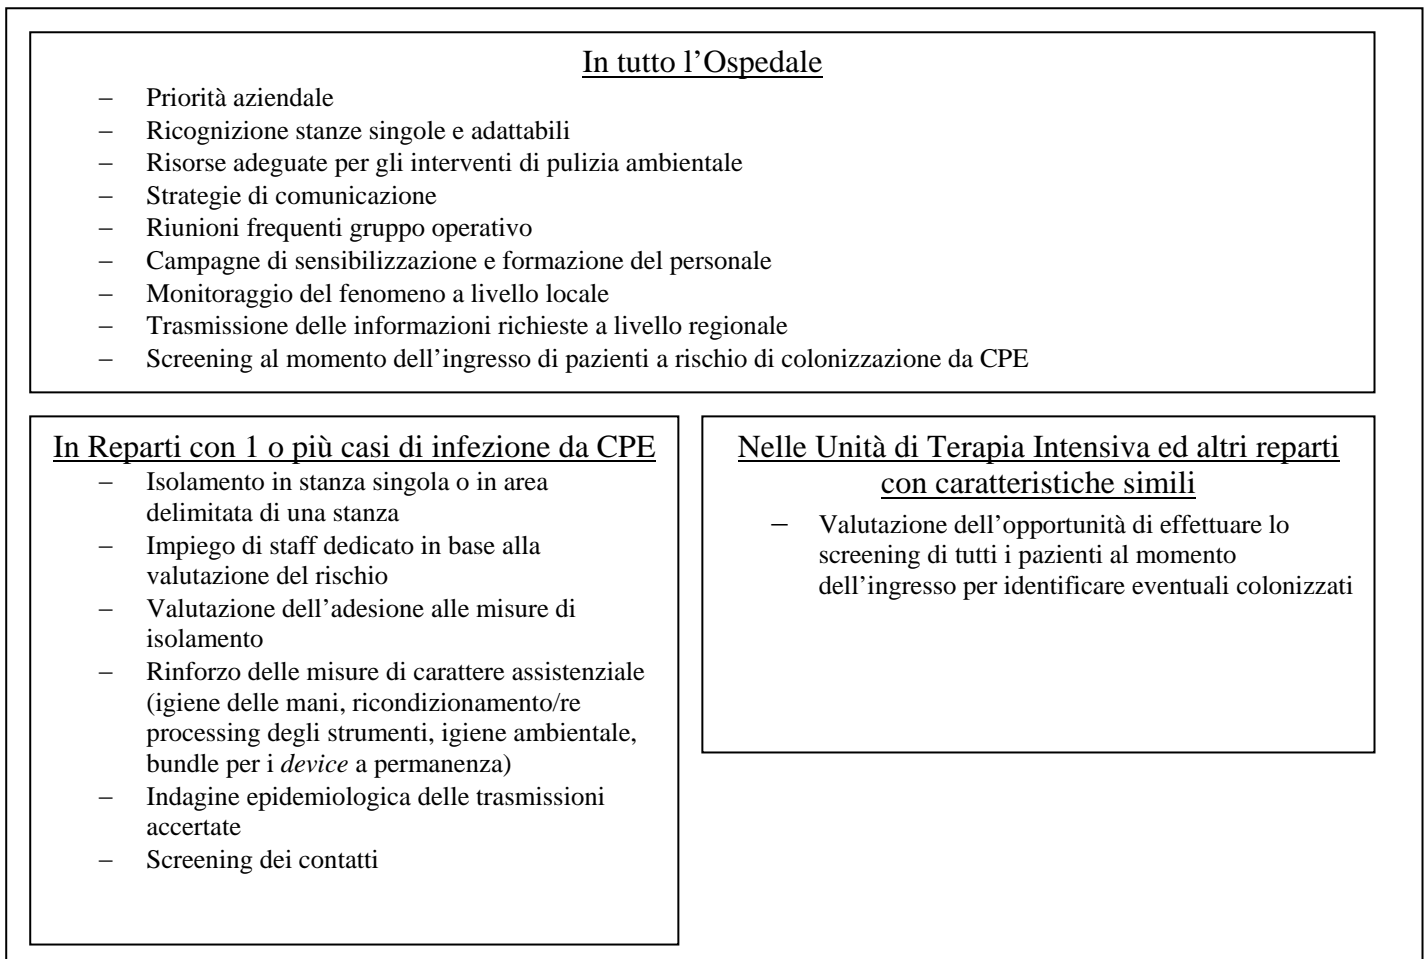 In tutto l’Ospedale
– Priorità aziendale
– Ricognizione stanze singole e adattabili
– Risorse adeguate per gli interventi di pulizia ambientale
– Strategie di comunicazione
– Riunioni frequenti gruppo operativo
– Campagne di sensibilizzazione e formazione del personale
– Monitoraggio del fenomeno a livello locale
– Trasmissione delle informazioni richieste a livello regionale
– Screening al momento dell’ingresso di pazienti a rischio di colonizzazione da CPE
In Reparti con 1 o più casi di infezione da CPE
– Isolamento in stanza singola o in area
delimitata di una stanza
– Impiego di staff dedicato in base alla
valutazione del rischio
– Valutazione dell’adesione alle misure di
isolamento
– Rinforzo delle misure di carattere assistenziale
(igiene delle mani, ricondizionamento/re
processing degli strumenti, igiene ambientale,
bundle per i device a permanenza)
– Indagine epidemiologica delle trasmissioni
accertate
– Screening dei contatti
Nelle Unità di Terapia Intensiva ed altri reparti
con caratteristiche simili
– Valutazione dell’opportunità di effettuare lo
screening di tutti i pazienti al momento
dell’ingresso per identificare eventuali colonizzati